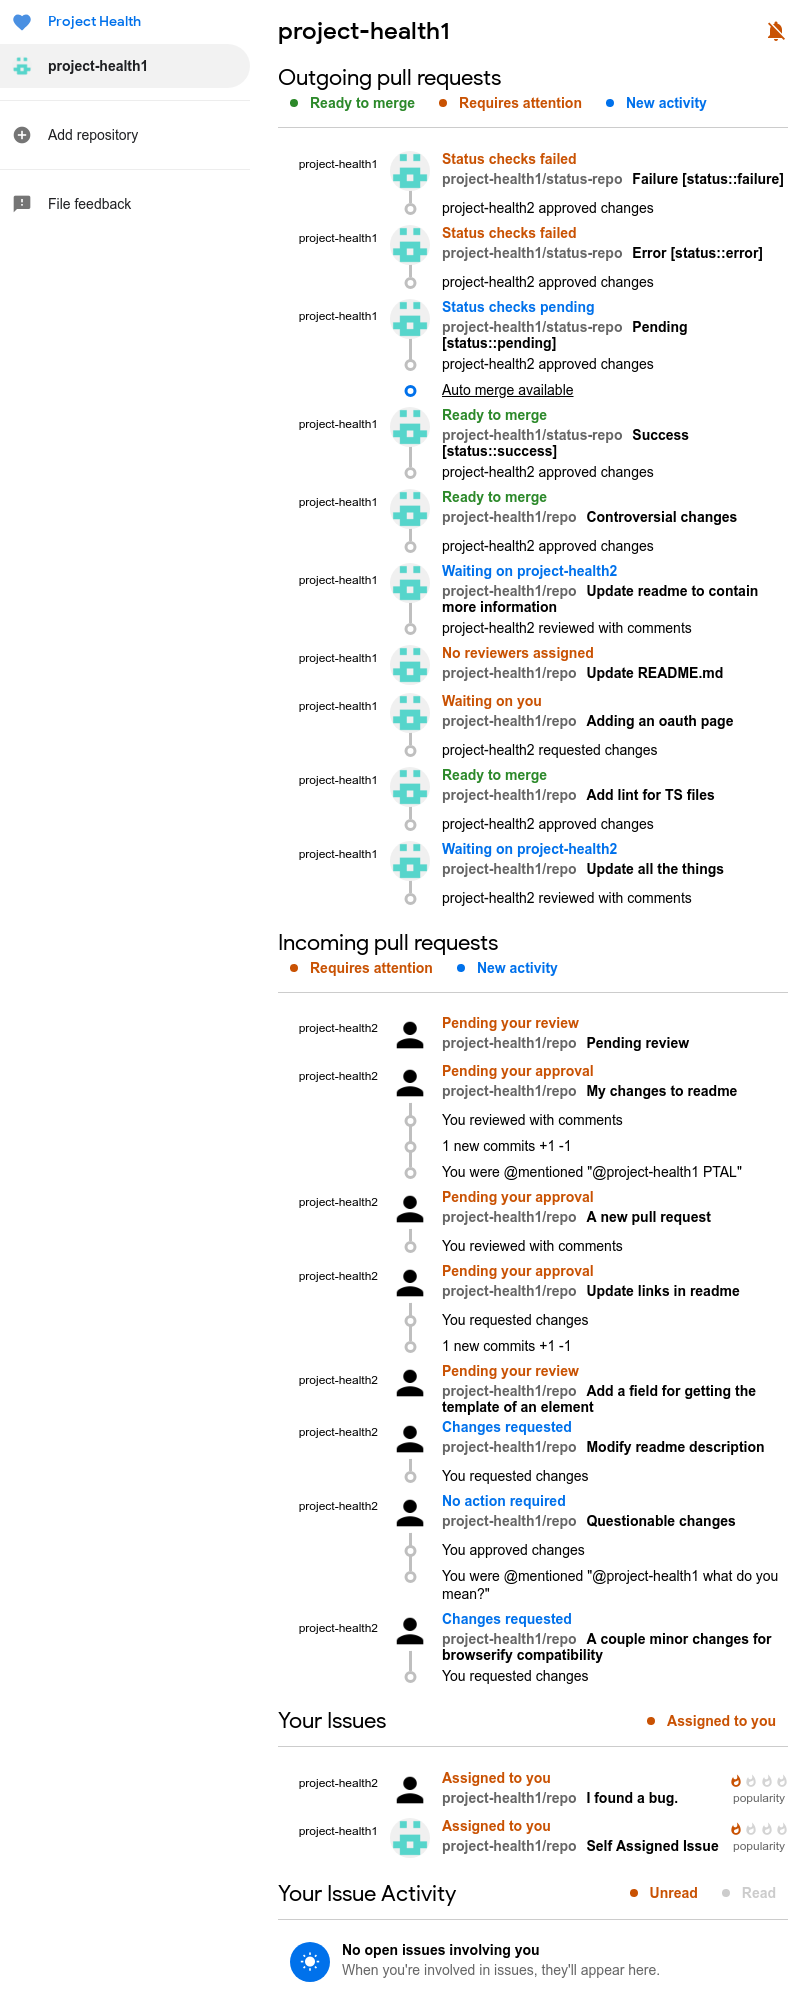 Project Health
project-health1
Add repository
File feedback
project-health1
Outgoing pull requests
Ready to merge Requires attention New activity
project-health1
Status checks failed
project-health1/status-repo Failure [status::failure]
project-health2 approved changes
project-health1
Status checks failed
project-health1/status-repo Error [status::error]
project-health2 approved changes
project-health1
Status checks pending
project-health1/status-repo Pending
[status::pending]
project-health2 approved changes
Auto merge available
project-health1
Ready to merge
project-health1/status-repo Success
[status::success]
project-health2 approved changes
project-health1
Ready to merge
project-health1/repo Controversial changes
project-health2 approved changes
project-health1
Waiting on project-health2
project-health1/repo Update readme to contain
more information
project-health2 reviewed with comments
project-health1
No reviewers assigned
project-health1/repo Update README.md
project-health1
Waiting on you
project-health1/repo Adding an oauth page
project-health2 requested changes
project-health1
Ready to merge
project-health1/repo Add lint for TS files
project-health2 approved changes
project-health1
Waiting on project-health2
project-health1/repo Update all the things
project-health2 reviewed with comments
Incoming pull requests
Requires attention New activity
project-health2
Pending your review
project-health1/repo Pending review
project-health2
Pending your approval
project-health1/repo My changes to readme
You reviewed with comments
1 new commits +1 -1
You were @mentioned "@project-health1 PTAL"
project-health2
Pending your approval
project-health1/repo A new pull request
You reviewed with comments
project-health2
Pending your approval
project-health1/repo Update links in readme
You requested changes
1 new commits +1 -1
project-health2
Pending your review
project-health1/repo Add a field for getting the
template of an element
project-health2
Changes requested
project-health1/repo Modify readme description
You requested changes
project-health2
No action required
project-health1/repo Questionable changes
You approved changes
You were @mentioned "@project-health1 what do you
mean?"
project-health2
Changes requested
project-health1/repo A couple minor changes for
browserify compatibility
You requested changes
Your Issues Assigned to you
project-health2
Assigned to you
project-health1/repo I found a bug.
popularity
project-health1
Assigned to you
project-health1/repo Self Assigned Issue
popularity
Your Issue Activity Unread Read
No open issues involving you
When you're involved in issues, they'll appear here.